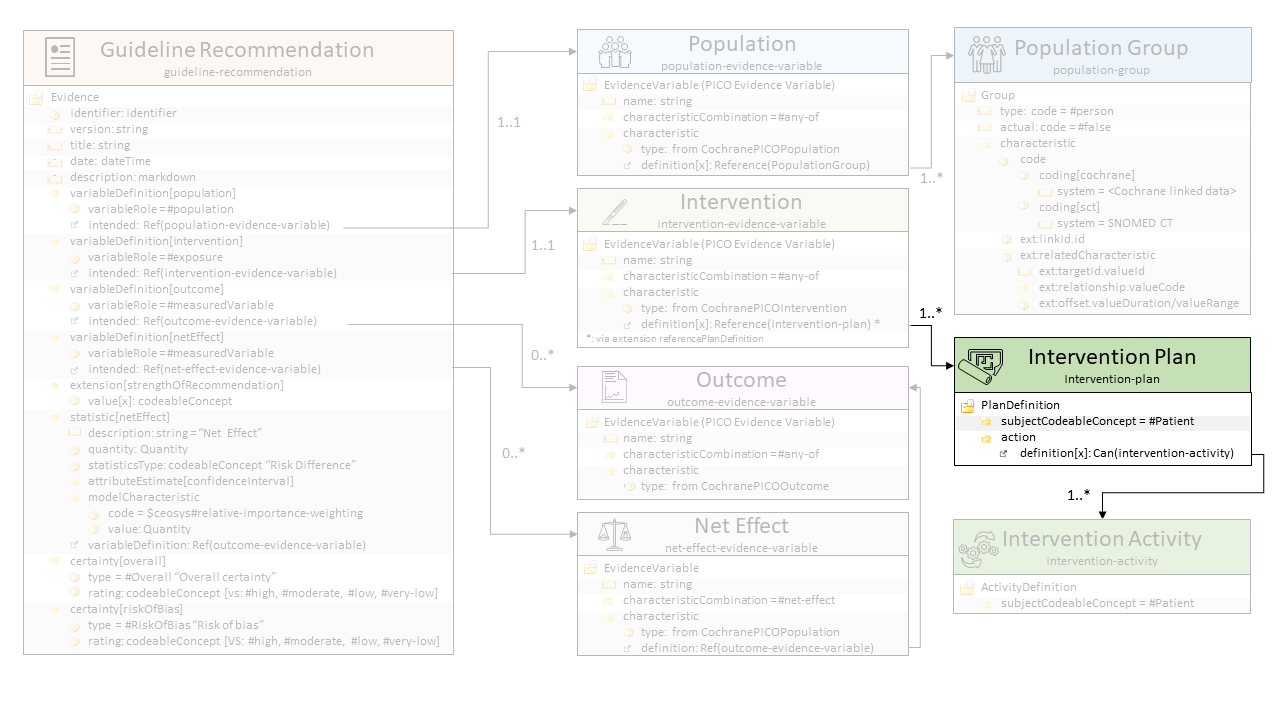 Guideline Recommendation
guideline-recommendation
Evidence
Identifier: Identifier
version: string
title: string
date: dateTime
description: markdown
variableDefinition[population]
variableRole = #population
intended: Ref(population-evidence-variable)
variableDefinition[intervention]
variableRole = #exposure
intended: Ref(intervention-evidence-variable)
variableDefinition[outcome]
variableRole = #measuredVariable
intended: Ref(outcome-evidence-variable)
variableDefinition[netEffect]
variableRole = #measuredVariable
intended: Ref(net-effect-evidence-variable)
extension[strengthOfRecommendation]
value[x]: codeableConcept
statistic[netEffect]
description: string = “Net Effect”
quantity: Quantity
statisticsType: codeableConcept “Risk Difference”
attributeEstimate[confidenceInterval]
modelCharacteristic
code = $ceosys#relative-importance-weighting
value: Quantity
variableDefinition: Ref(outcome-evidence-variable)
certainty[overall]
type = #Overall “Overall certainty”
rating: codeableConcept [vs: #high, #moderate, #low, #very-low]
certainty[riskOfBias]
type = #RiskOfBias “Risk of bias”
rating: codeableConcept [VS: #high, #moderate, #low, #very-low]
1..1
1..1
0..*
0..*
Population
population-evidence-variable
EvidenceVariable (PICO Evidence Variable)
name: string
characteristicCombination = #any-of
characteristic
type: from CochranePICOPopulation
definition[x]: Reference(PopulationGroup)
1..*
Intervention
intervention-evidence-variable
EvidenceVariable (PICO Evidence Variable)
name: string
characteristicCombination = #any-of
characteristic
type: from CochranePICOIntervention
definition[x]: Reference(intervention-plan) *
*: via extension referencePlanDefinition
1..*
Outcome
outcome-evidence-variable
EvidenceVariable (PICO Evidence Variable)
name: string
characteristicCombination = #any-of
characteristic
type: from CochranePICOOutcome
Net Effect
net-effect-evidence-variable
EvidenceVariable
name: string
characteristicCombination = #net-effect
characteristic
type: from CochranePICOPopulation
definition: Ref(outcome-evidence-variable)
Population Group
population-group
Group
type: code = #person
actual: code = #false
characteristic
code
coding[cochrane]
system = <Cochrane linked data>
coding[sct]
system = SNOMED CT
ext:linkId.id
ext:relatedCharacteristic
ext:targetId.valueid
ext:relationship.valueCode
ext:offset.valueDuration/valueRange
Intervention Plan
Intervention-plan
PlanDefinition
subjectCodeableConcept = #Patient
action
definition[x]: Can(intervention-activity)
1..*
Intervention Activity
intervention-activity
ActivityDefinition
subjectCodeableConcept = #Patient